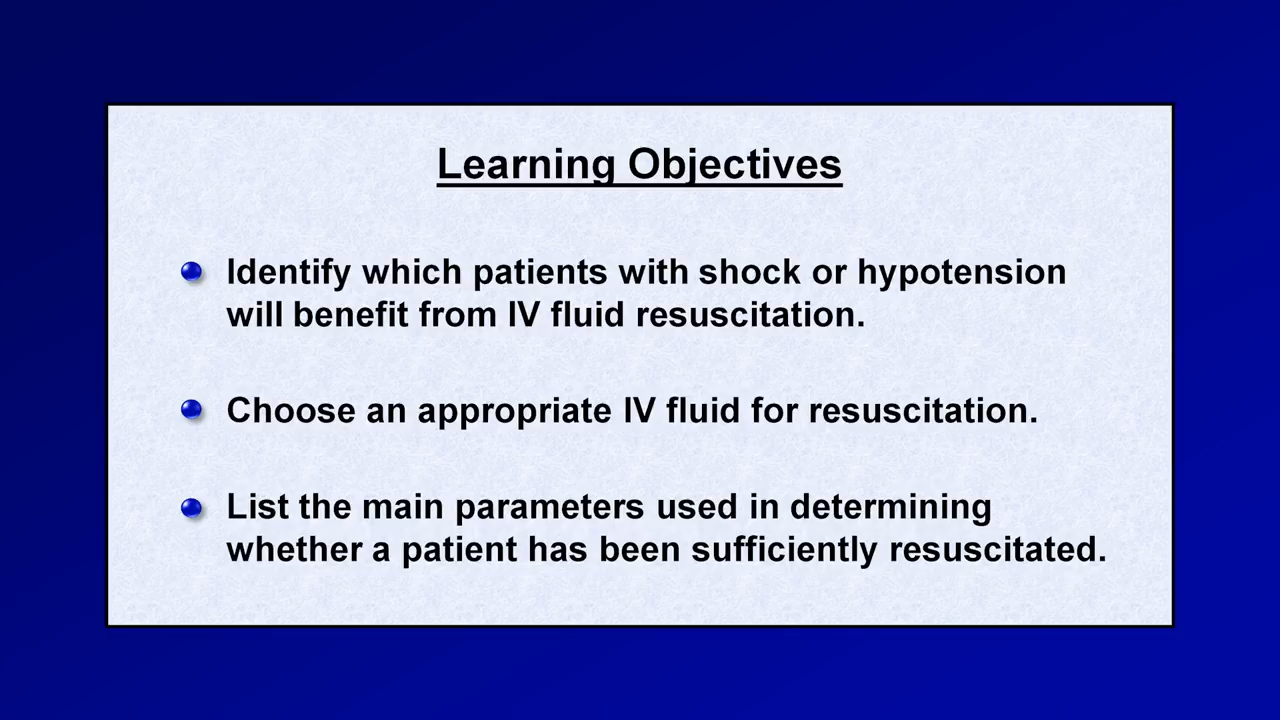 Learning Objectives
Identify which patients with shock or hypotension
will benefit from IV fluid resuscitation.
Choose an appropriate IV fluid for resuscitation.
List the main parameters used in determining
whether a patient has been sufficiently resuscitated.